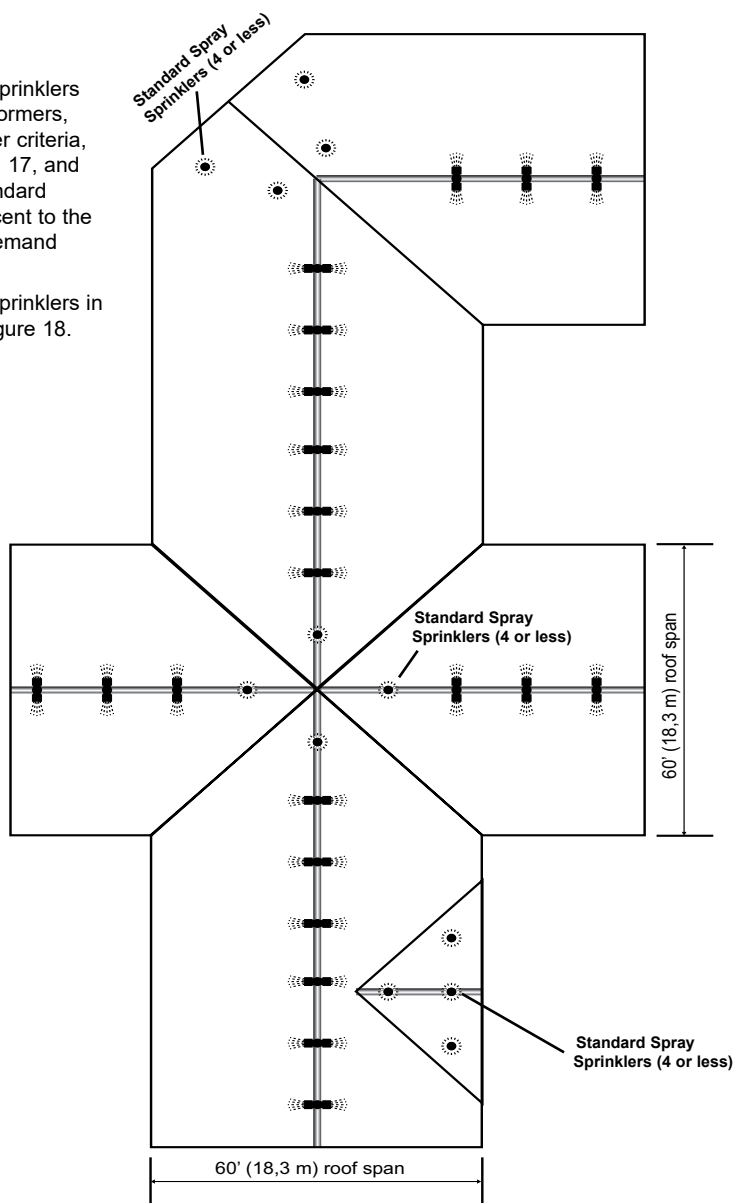 Standard Spray
Sprinklers (4 or less)
prinklers
ormers,
er criteria,
17, and
ndard
cent to the
emand
prinklers in
gure 18.
Standard Spray
Sprinklers (4 or less)
60' (18,3 m) roof span
Standard Spray
Sprinklers (4 or less)
60' (18,3 m) roof span